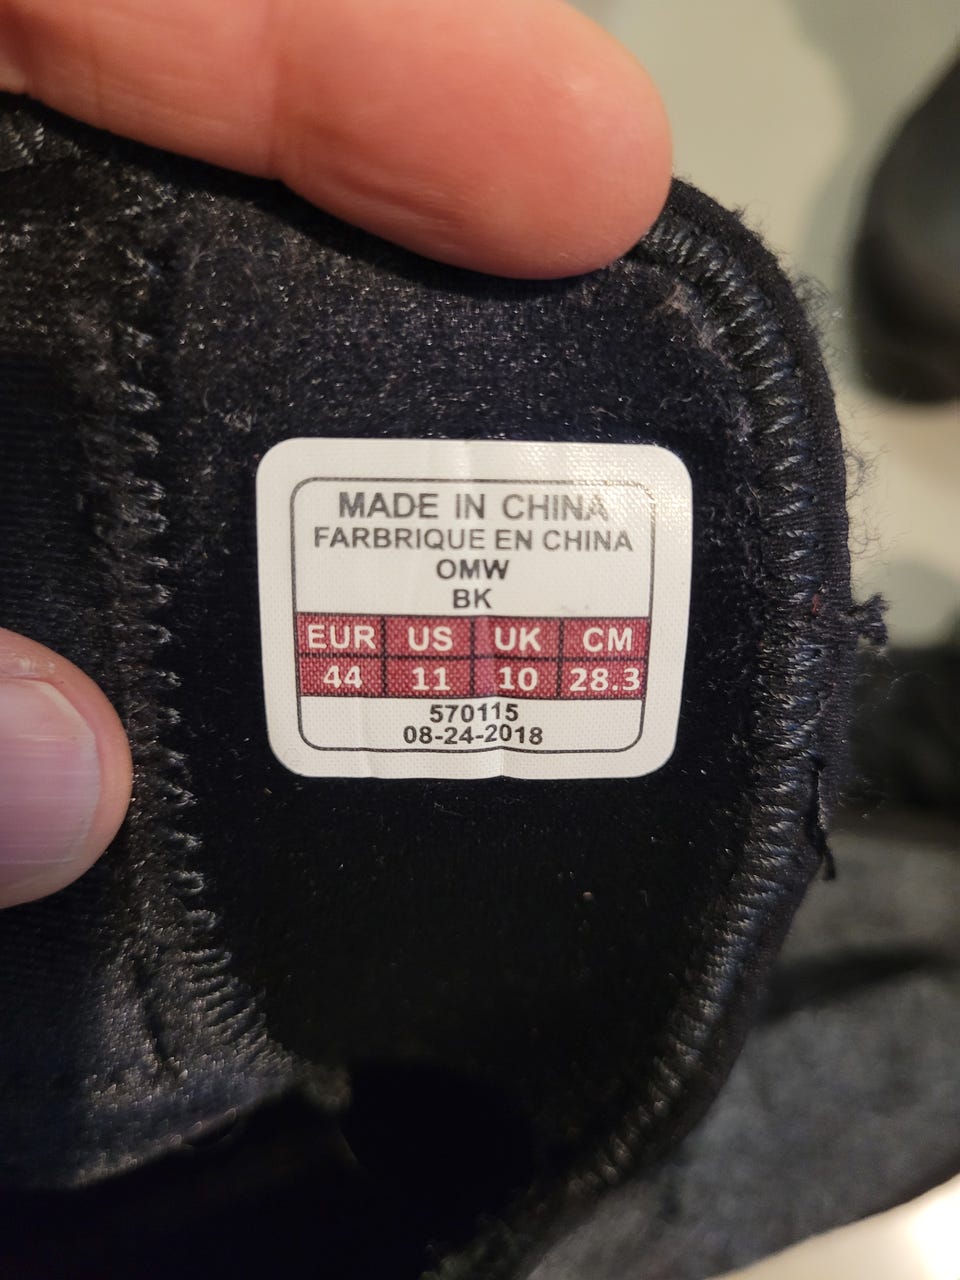 MADE IN CHINA
FARBRIQUE EN CHINA
OMW
BK
EUR US UK CM
44 11 10 28.3
570115
08-24-2018